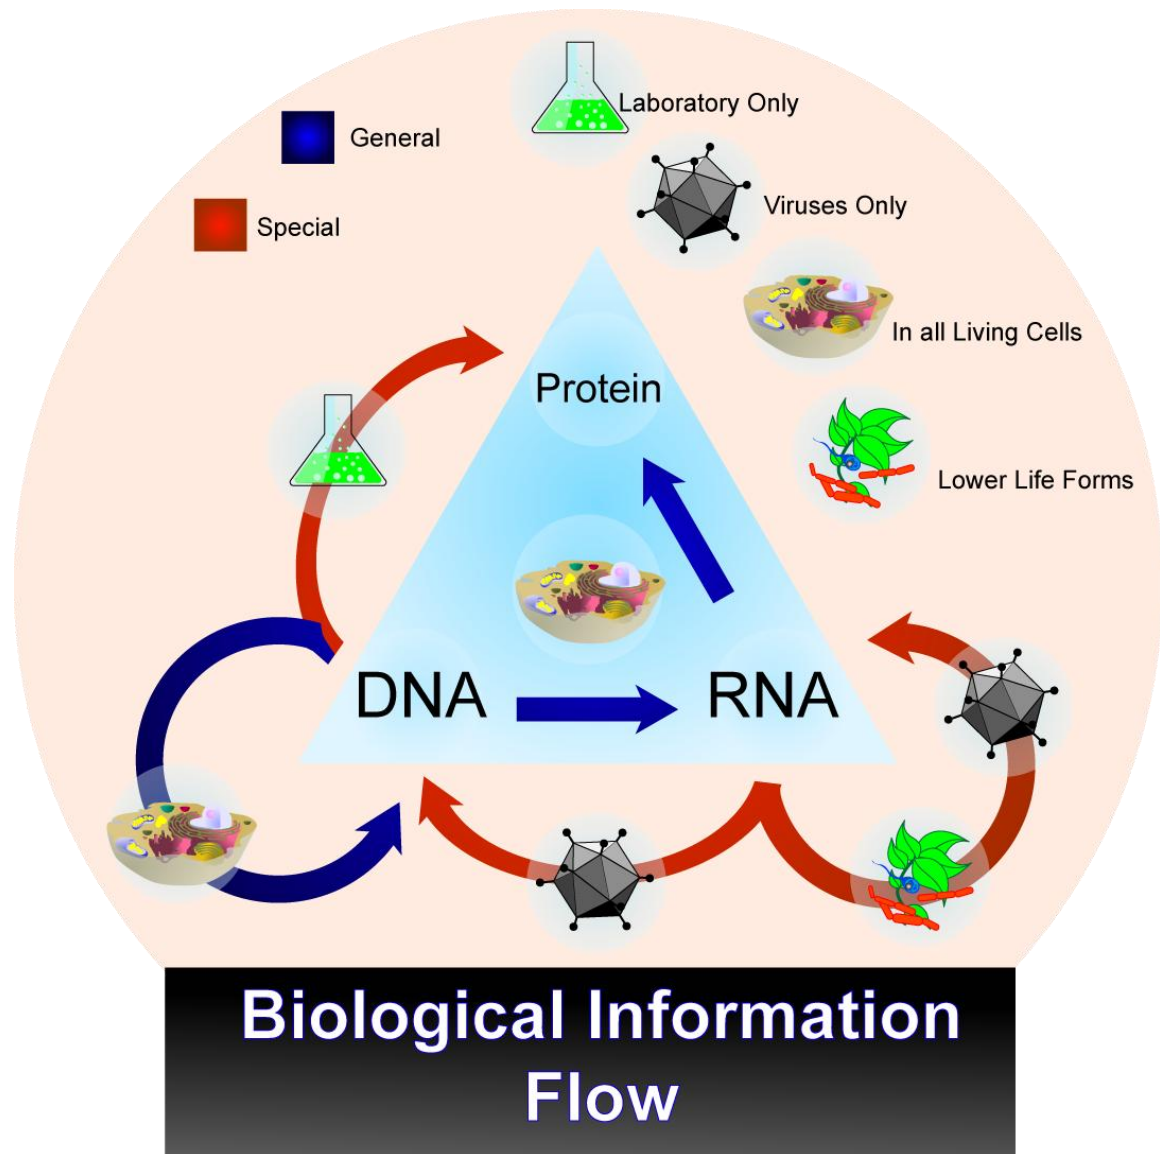 Laboratory Only
General
Viruses Only
Special
In all Living Cells
Protein
Lower Life Forms
DNA
RNA
Biological Information
Flow